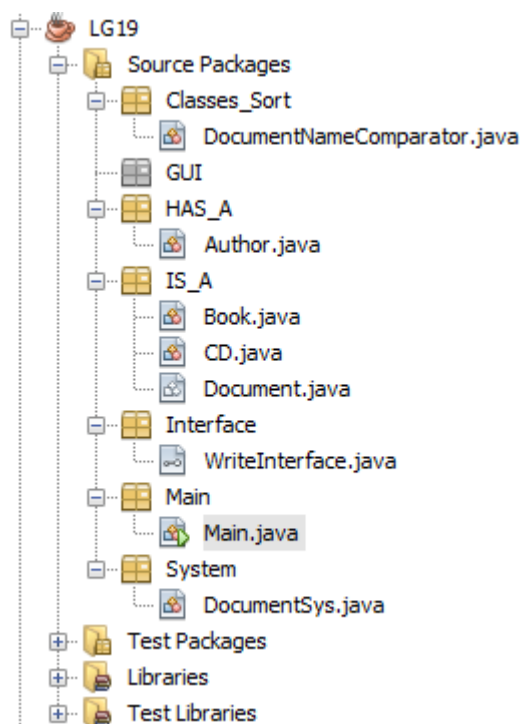 LG19
Source Packages
Classes_Sort
DocumentNameComparator.java
GUI
HAS_A
Author.java
IS_A
Book.java
CD.java
Document.java
Interface
WriteInterface.java
Main
Main.java
System
DocumentSys.java
Test Packages
Libraries
Test Libraries